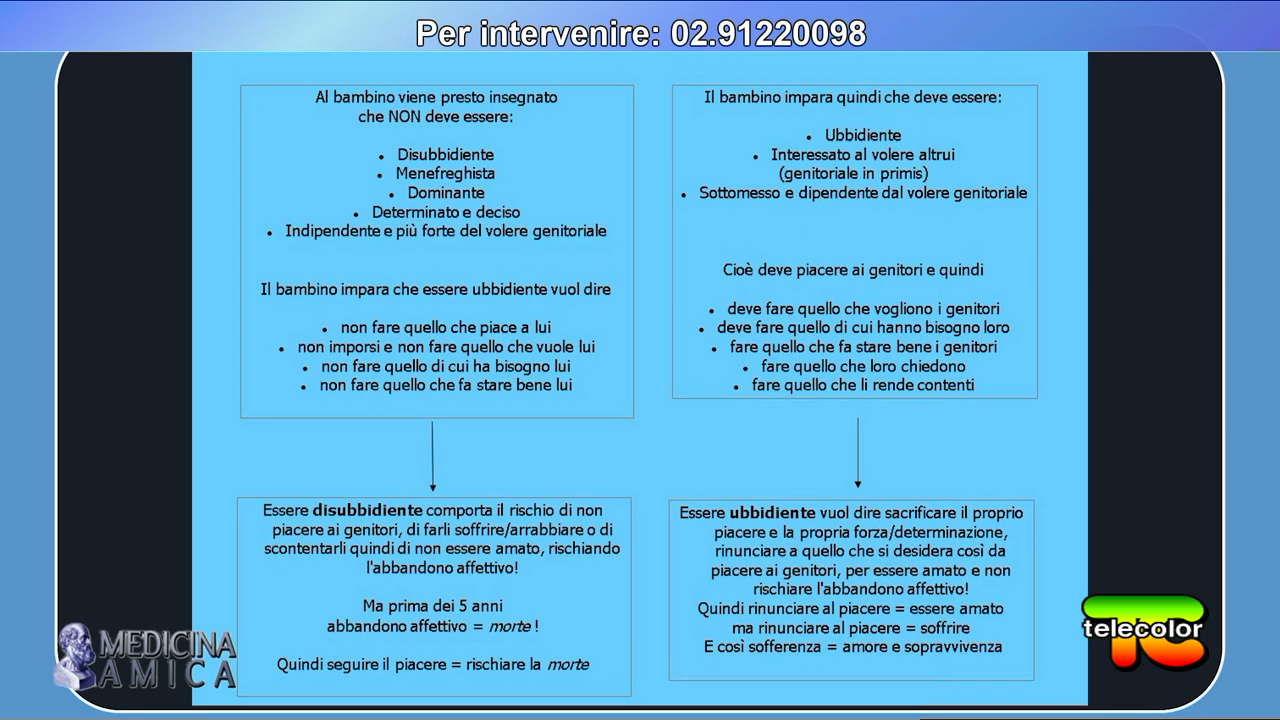 Per intervenire: 02.91220098
Al bambino viene presto insegnato
che NON deve essere:
• Disubbidiente
• Menefreghista
• Dominante
• Determinato e deciso
• Indipendente e più forte del volere genitoriale
Il bambino impara che essere ubbidiente vuol dire
• non fare quello che piace a lui
• non imporsi e non fare quello che vuole lui
• non fare quello di cui ha bisogno lui
• non fare quello che fa stare bene lui
Il bambino impara quindi che deve essere:
• Ubbidiente
• Interessato al volere altrui
(genitoriale in primis)
• Sottomesso e dipendente dal volere genitoriale
Cioè deve piacere ai genitori e quindi
• deve fare quello che vogliono i genitori
• deve fare quello di cui hanno bisogno loro
• fare quello che fa stare bene i genitori
• fare quello che loro chiedono
• fare quello che li rende contenti
Essere disubbidiente comporta il rischio di non
piacere ai genitori, di farli soffrire/arrabbiare o di
scontentarli quindi di non essere amato, rischiando
l'abbandono affettivo!
Ma prima dei 5 anni
abbandono affettivo = morte !
Quindi seguire il piacere = rischiare la morte
Essere ubbidiente vuol dire sacrificare il proprio
piacere e la propria forza/determinazione,
rinunciare a quello che si desidera così da
piacere ai genitori, per essere amato e non
rischiare l'abbandono affettivo!
Quindi rinunciare al piacere = essere amato
ma rinunciare al piacere = soffrire
E così sofferenza = amore e sopravvivenza
MEDICINA
AMICA
telecolor
TC